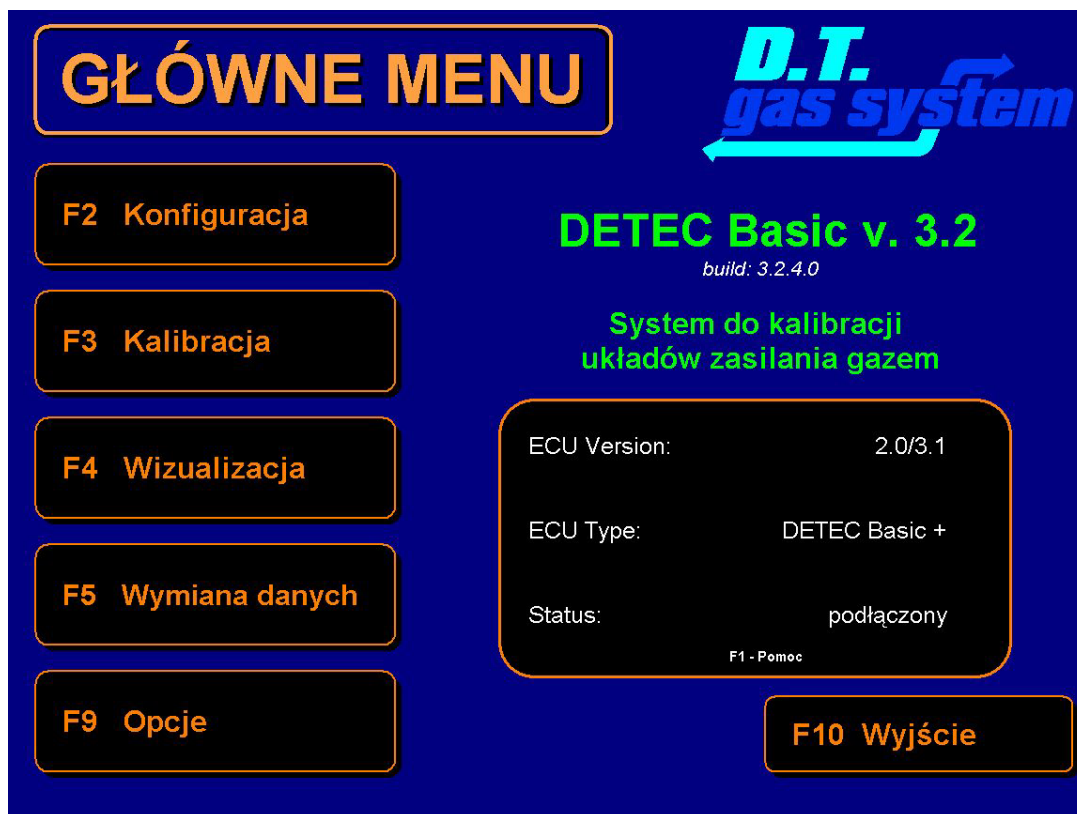 GŁÓWNE MENU
D.T.
gas system
F2 Konfiguracja
F3 Kalibracja
F4 Wizualizacja
F5 Wymiana danych
F9 Opcje
DETEC Basic v. 3.2
build: 3.2.4.0
System do kalibracji
układów zasilania gazem
ECU Version: 2.0/3.1
ECU Type: DETEC Basic +
Status: podłączony
F1 - Pomoc
F10 Wyjście